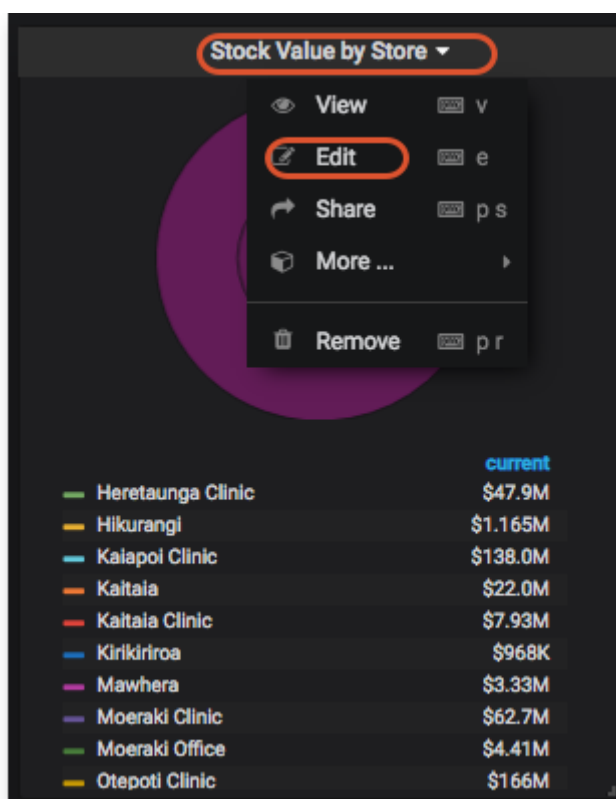 Stock Value by Store
View v
Edit e
Share p s
More ...
Remove p r
current
Heretaunga Clinic $47.9M
Hikurangi $1.165M
Kaiapoi Clinic $138.0M
Kaitaia $22.0M
Kaitaia Clinic $7.93M
Kirikiriroa $968K
Mawhera $3.33M
Moeraki Clinic $62.7M
Moeraki Office $4.41M
Otepoti Clinic $166M